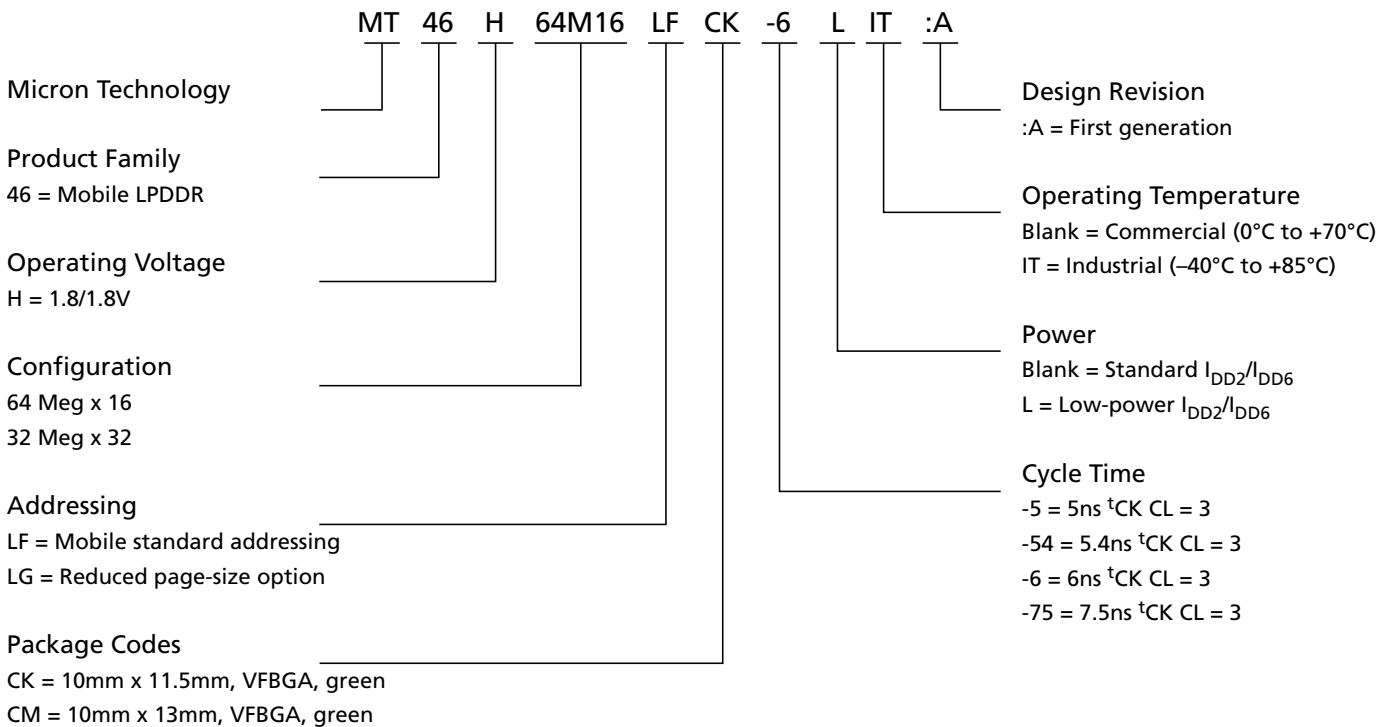 MT 46 H 64M16 LF CK -6 L IT :A
Micron Technology
Product Family
46 = Mobile LPDDR
Operating Voltage
H = 1.8/1.8V
Configuration
64 Meg x 16
32 Meg x 32
Addressing
LF = Mobile standard addressing
LG = Reduced page-size option
Package Codes
CK = 10mm x 11.5mm, VFBGA, green
CM = 10mm x 13mm, VFBGA, green
Design Revision
:A = First generation
Operating Temperature
Blank = Commercial (0°C to +70°C)
IT = Industrial (–40°C to +85°C)
Power
Blank = Standard IDD2/IDD6
L = Low-power IDD2/IDD6
Cycle Time
-5 = 5ns tCK CL = 3
-54 = 5.4ns tCK CL = 3
-6 = 6ns tCK CL = 3
-75 = 7.5ns tCK CL = 3